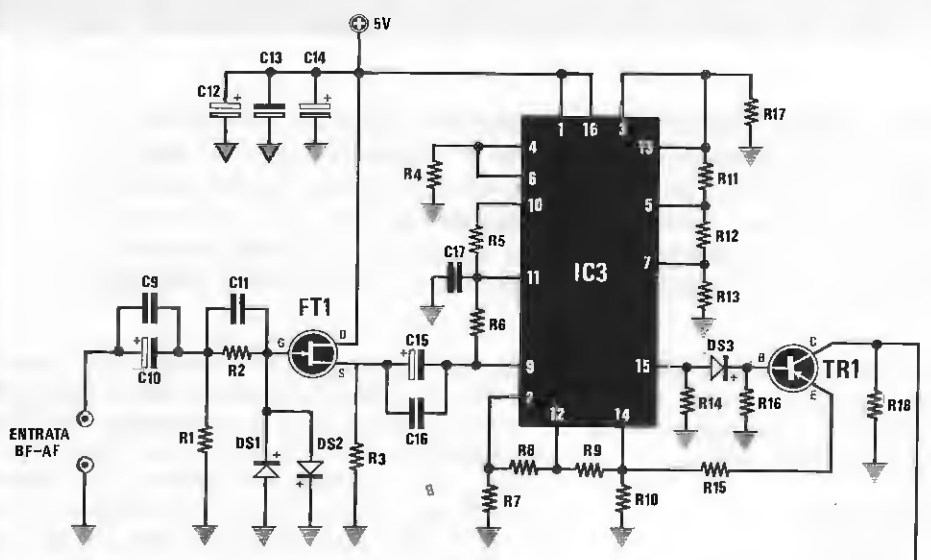 5V
C12
C13
C14
1
16
3
4
13
R17
R4
6
R11
10
5
R5
R12
C17
11
IC3
7
C9
C11
FT1
R6
R13
G
D
S
C15
DS3
C
C10
R2
9
15
B
TR1
2
E
ENTRATA
BF-AF
R1
DS1
DS2
R3
C16
12
14
R14
R16
R18
R8
R9
R15
R7
R10